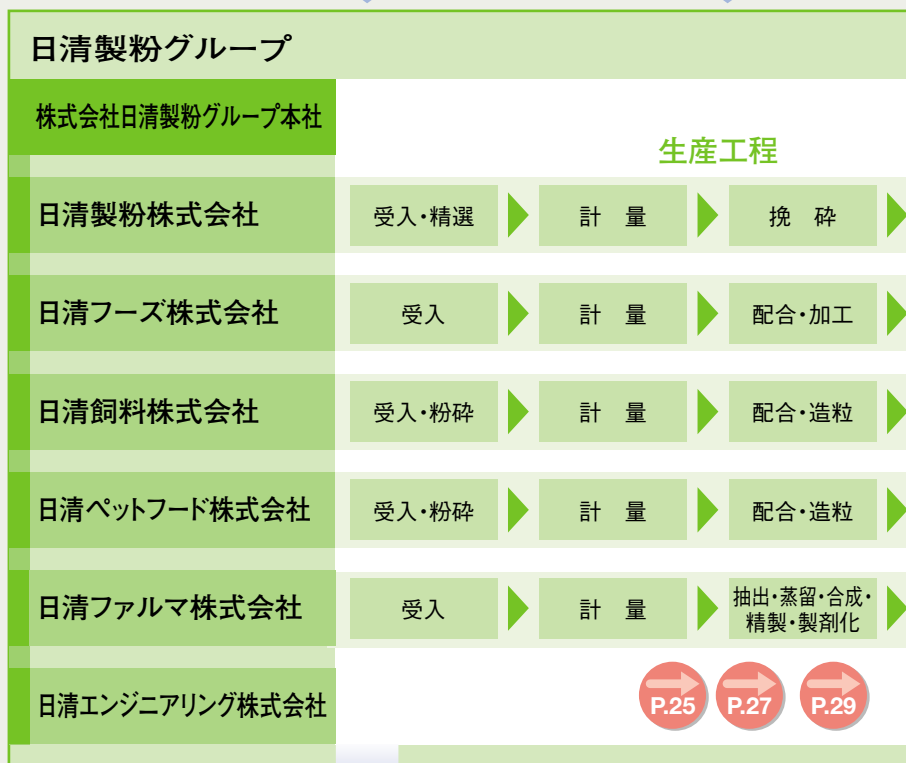 日清製粉グループ
株式会社日清製粉グループ本社
生産工程
日清製粉株式会社
受入・精選
計 量
挽 砕
日清フーズ株式会社
受入
計 量
配合・加工
日清飼料株式会社
受入・粉砕
計 量
配合・造粒
日清ペットフード株式会社
受入・粉砕
計 量
配合・造粒
日清ファルマ株式会社
受入
計 量
抽出・蒸留・合成・
精製・製剤化
日清エンジニアリング株式会社
P.25
P.27
P.29